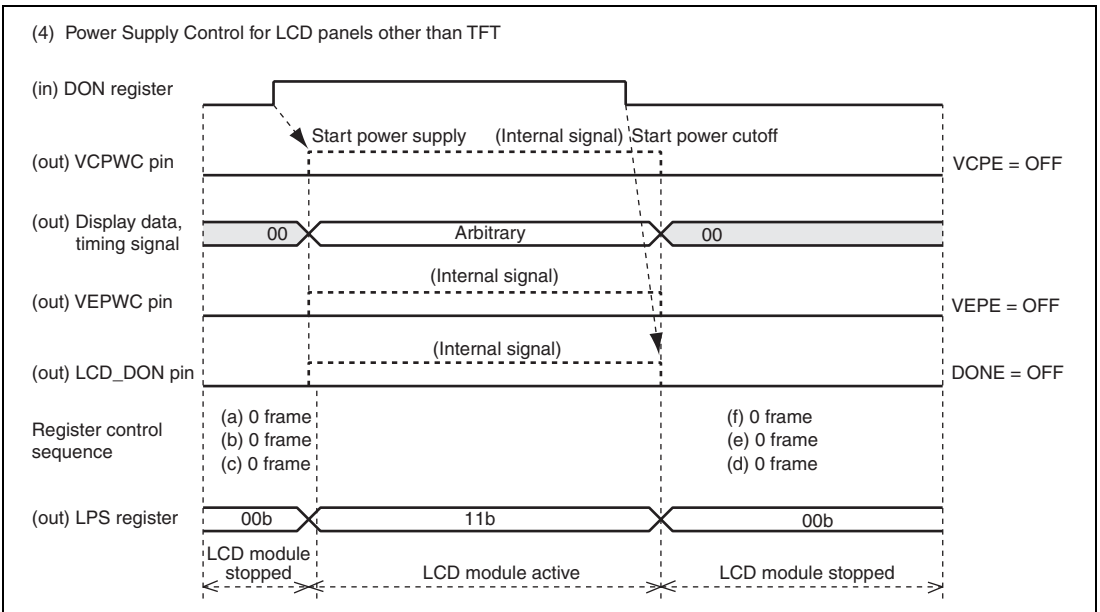 (4) Power Supply Control for LCD panels other than TFT
(in) DON register
Start power supply (Internal signal) Start power cutoff
(out) VCPWC pin
VCPE = OFF
(out) Display data,
timing signal
00
Arbitrary
00
(Internal signal)
(out) VEPWC pin
VEPE = OFF
(Internal signal)
(out) LCD_DON pin
DONE = OFF
Register control
sequence
(a) 0 frame
(b) 0 frame
(c) 0 frame
(f) 0 frame
(e) 0 frame
(d) 0 frame
(out) LPS register
00b
11b
00b
LCD module
stopped
LCD module active
LCD module stopped